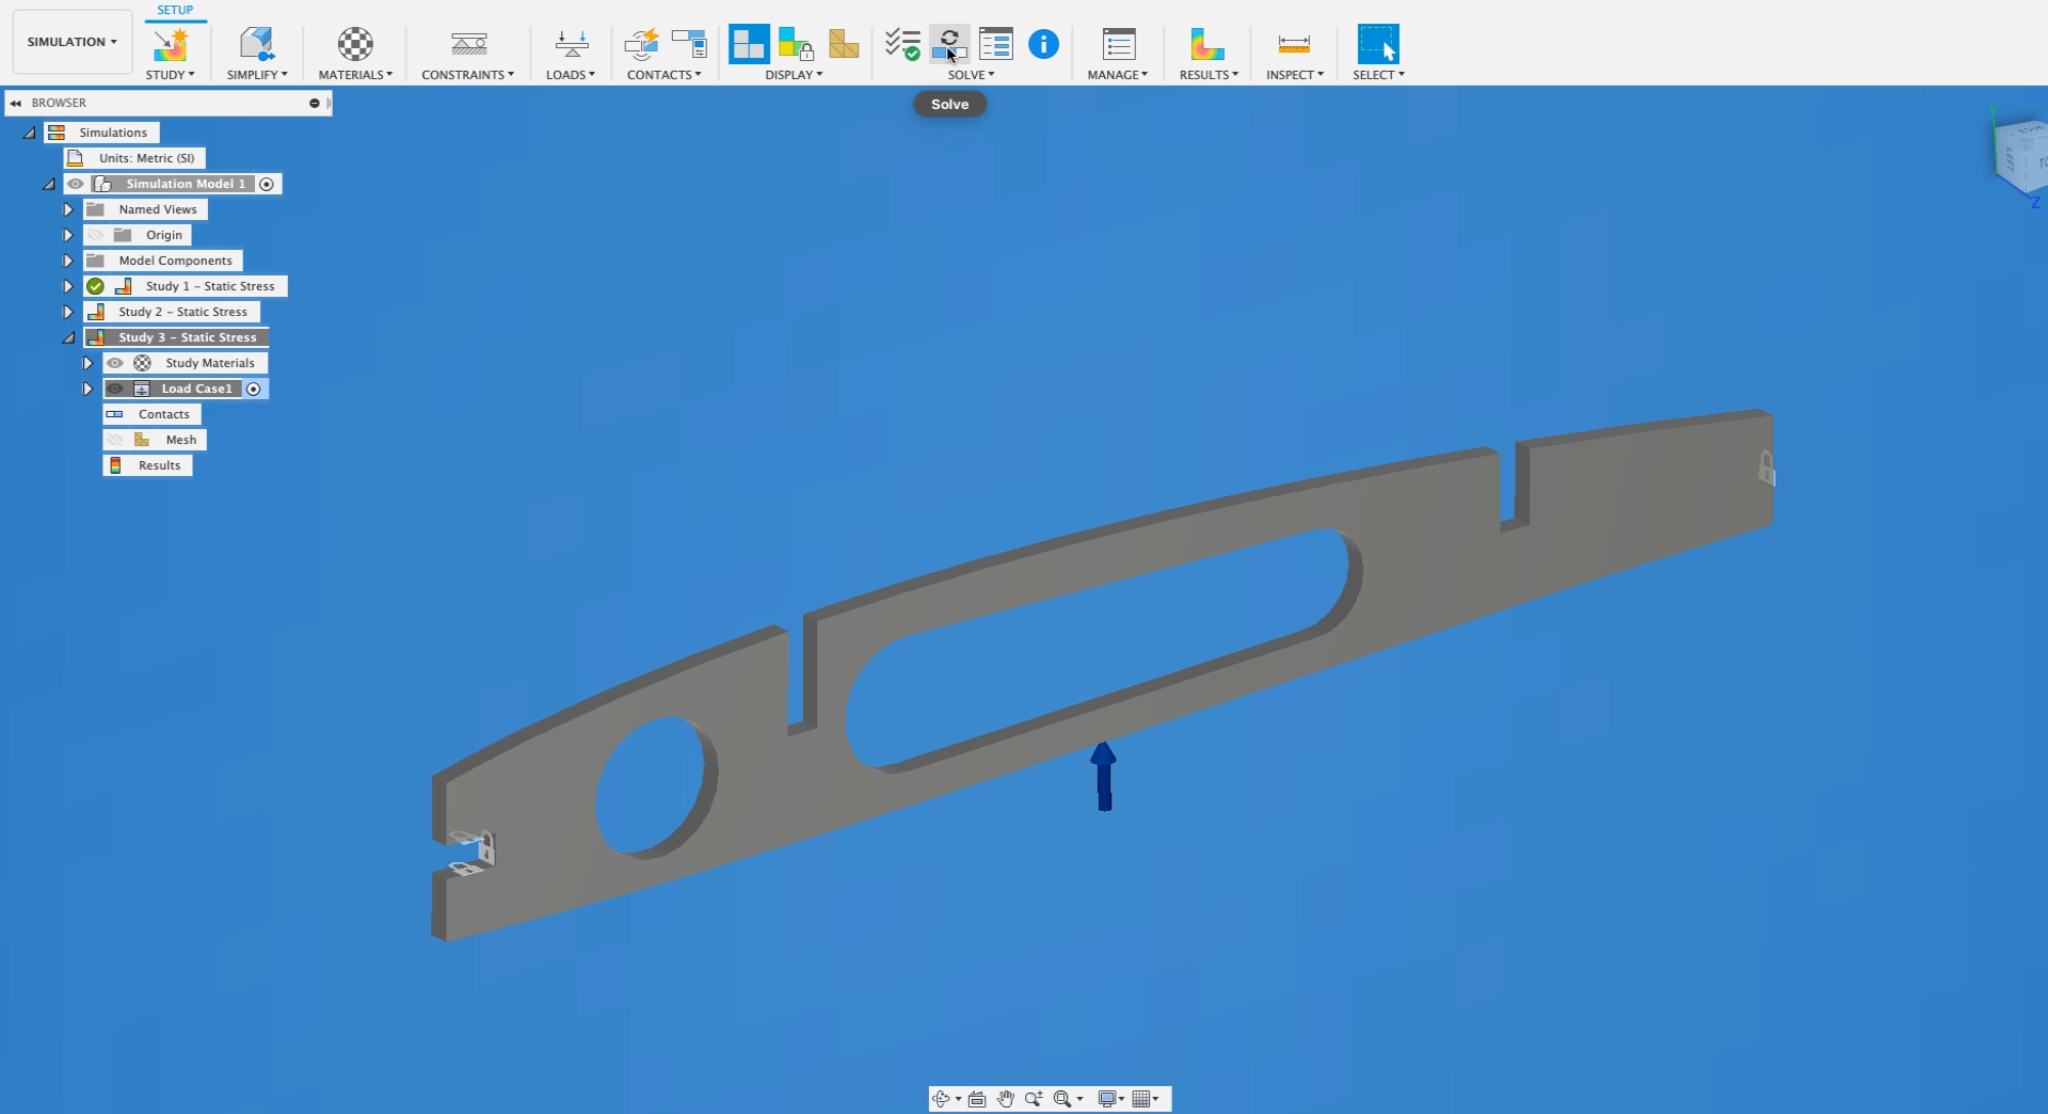 SETUP
SIMULATION
STUDY
SIMPLIFY
MATERIALS
CONSTRAINTS
LOADS
CONTACTS
DISPLAY
SOLVE
MANAGE
RESULTS
INSPECT
SELECT
BROWSER
Solve
Simulations
Units: Metric (SI)
Simulation Model 1
Named Views
Origin
Model Components
Study 1 - Static Stress
Study 2 - Static Stress
Study 3 - Static Stress
Study Materials
Load Case1
Contacts
Mesh
Results
Y
Z